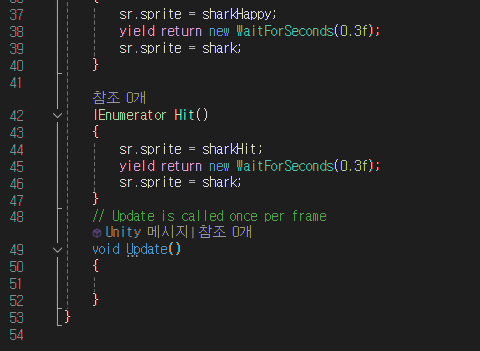 37 sr.sprite = sharkHappy;
38 yield return new WaitForSeconds(0.3f);
39 sr.sprite = shark;
40 }
41
참조 0개
42 IEnumerator Hit()
43 {
44 sr.sprite = sharkHit;
45 yield return new WaitForSeconds(0.3f);
46 sr.sprite = shark;
47 }
48 // Update is called once per frame
Unity 메시지 | 참조 0개
49 void Update()
50 {
51
52 }
53 }
54